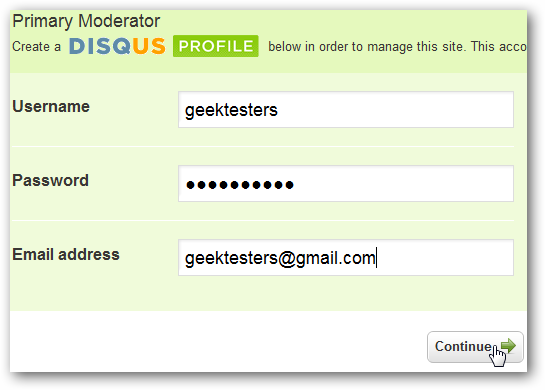 Primary Moderator
Create a DISQUS PROFILE below in order to manage this site. This acco
Username
geektesters
Password
●●●●●●●●●●
Email address
geektesters@gmail.com
Continue